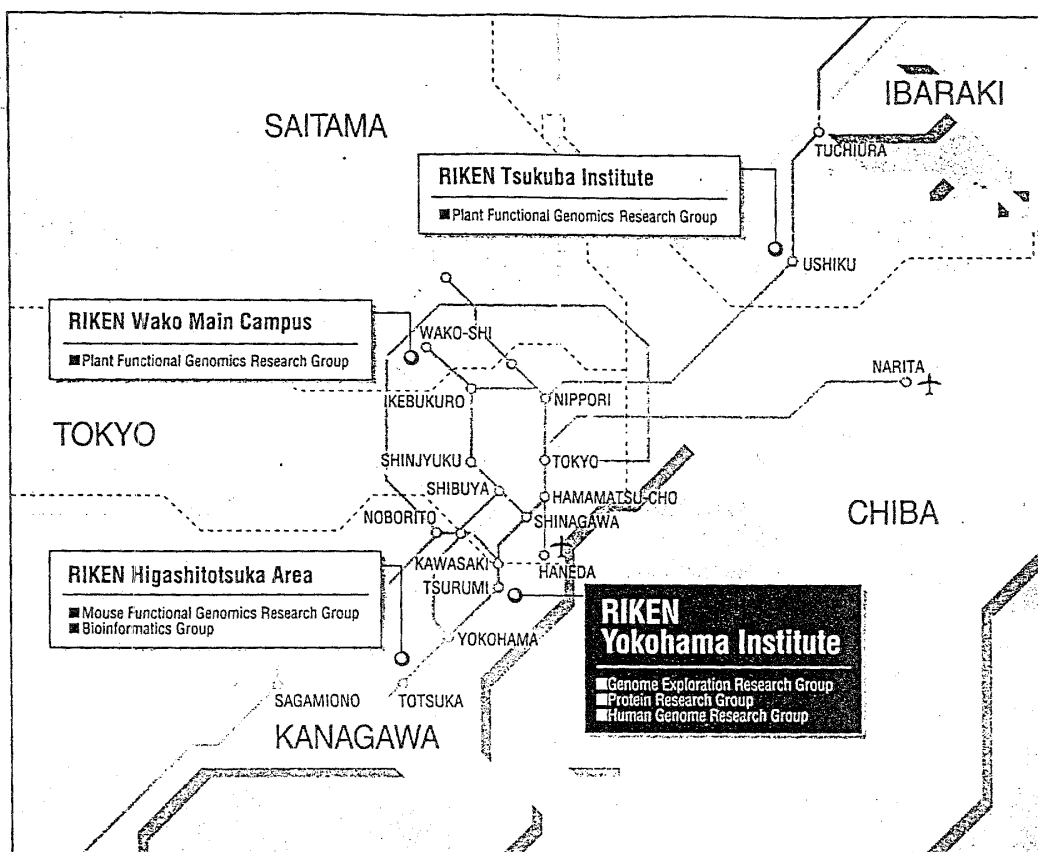 IBARAKI
SAITAMA
TUCHIURA
RIKEN Tsukuba Institute
Plant Functional Genomics Research Group
USHIKU
RIKEN Wako Main Campus
Plant Functional Genomics Research Group
WAKO-SHI
NARITA
IKEBUKURO
NIPPORI
TOKYO
SHINJYUKU
TOKYO
SHIBUYA
HAMAMATSU-CHO
NOBORITO
SHINAGAWA
CHIBA
KAWASAKI
HANEDA
RIKEN Higashitotsuka Area
Mouse Functional Genomics Research Group
Bioinformatics Group
TSURUMI
RIKEN
Yokohama Institute
Genome Exploration Research Group
Protein Research Group
Human Genome Research Group
YOKOHAMA
SAGAMIONO
TOTSUKA
KANAGAWA